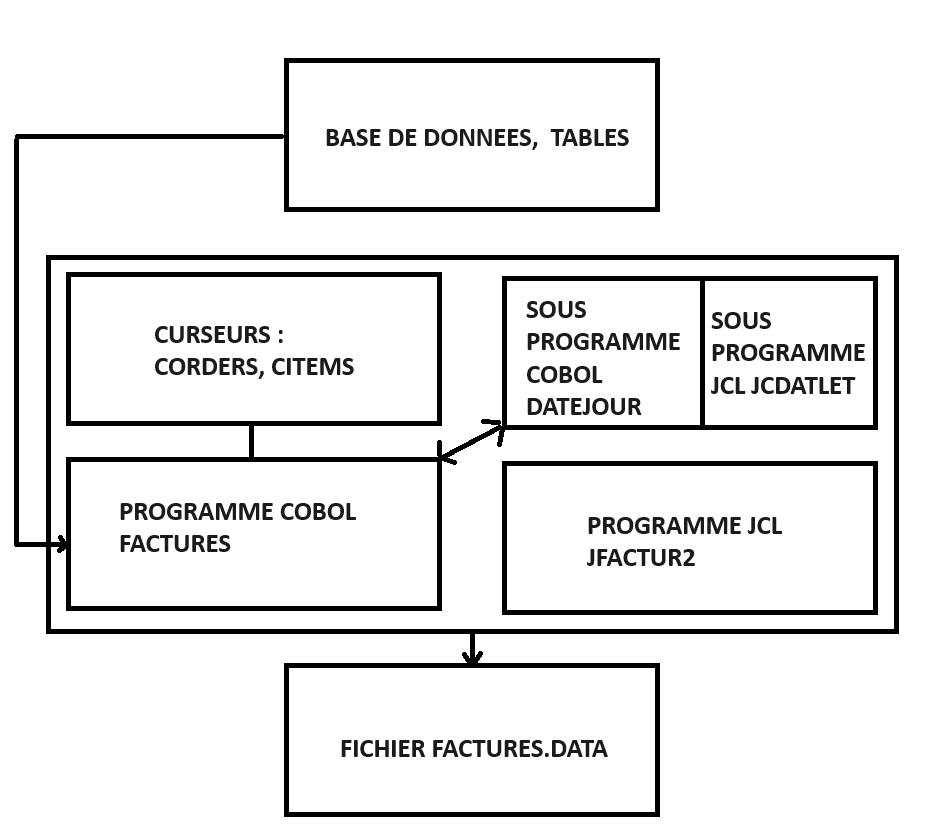 BASE DE DONNEES, TABLES
CURSEURS :
CORDERS, CITEMS
SOUS
PROGRAMME
COBOL
DATEJOUR
SOUS
PROGRAMME
JCL JCDATLET
PROGRAMME COBOL
FACTURES
PROGRAMME JCL
JFACTUR2
FICHIER FACTURES.DATA